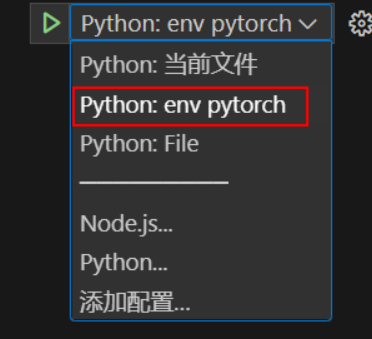 Python: env pytorch
Python: 当前文件
Python: env pytorch
Python: File
Node.js...
Python...
添加配置...